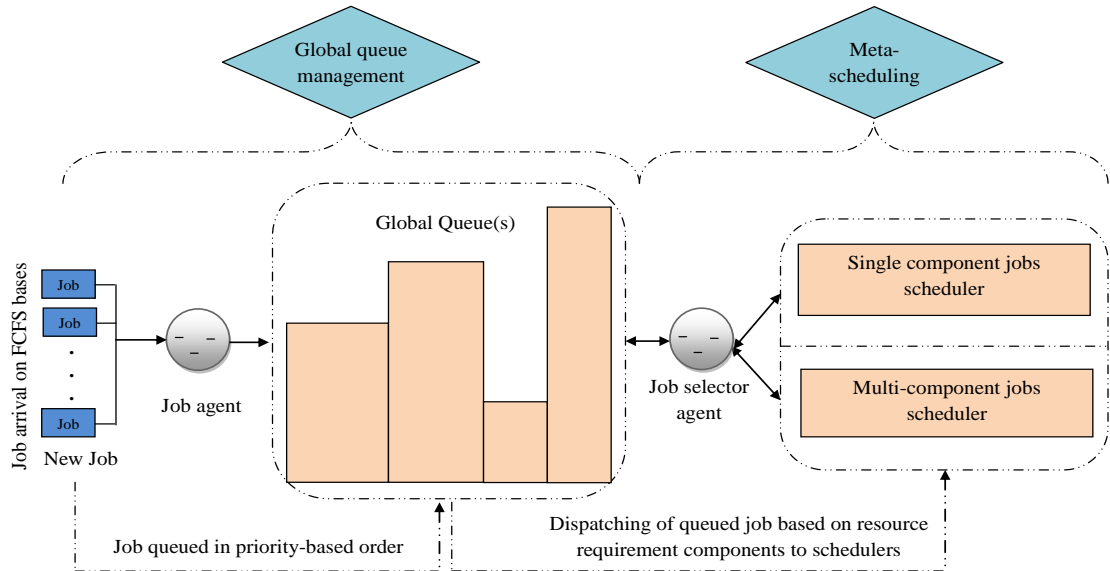 Global queue
management
Meta-
scheduling
Global Queue(s)
Job arrival on FCFS bases
Job
Job
Job
New Job
Job agent
Job selector
agent
Single component jobs
scheduler
Multi-component jobs
scheduler
Job queued in priority-based order
Dispatching of queued job based on resource
requirement components to schedulers